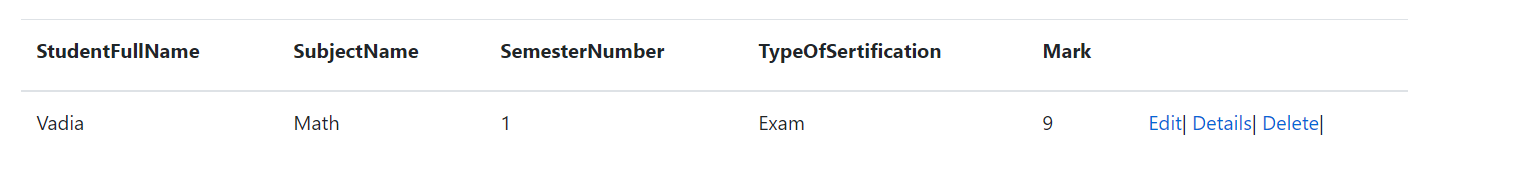 StudentFullName SubjectName SemesterNumber TypeOfSertification Mark
Vadia Math 1 Exam 9 Edit| Details| Delete|